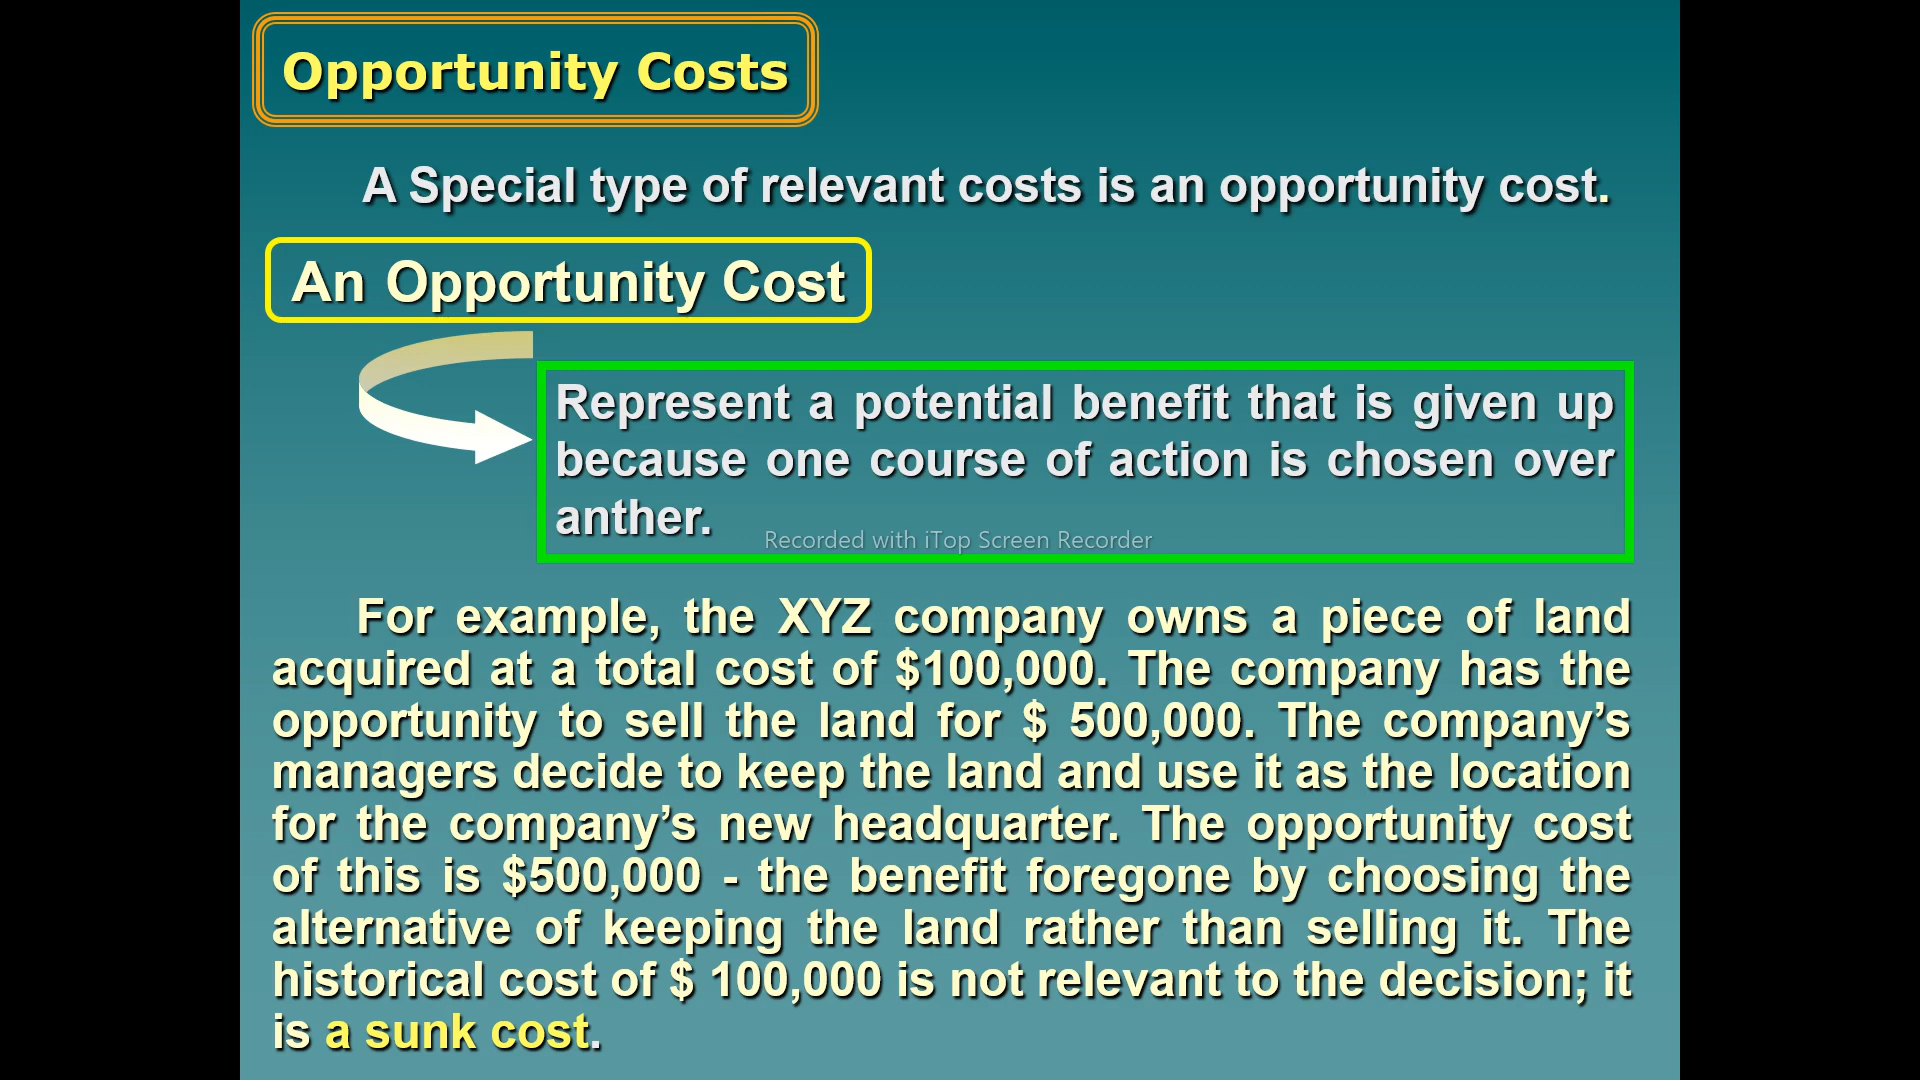 Opportunity Costs
A Special type of relevant costs is an opportunity cost.
An Opportunity Cost
Represent a potential benefit that is given up
because one course of action is chosen over
anther.
Recorded with iTop Screen Recorder
For example, the XYZ company owns a piece of land
acquired at a total cost of $100,000. The company has the
opportunity to sell the land for $ 500,000. The company’s
managers decide to keep the land and use it as the location
for the company’s new headquarter. The opportunity cost
of this is $500,000 - the benefit foregone by choosing the
alternative of keeping the land rather than selling it. The
historical cost of $ 100,000 is not relevant to the decision; it
is a sunk cost.